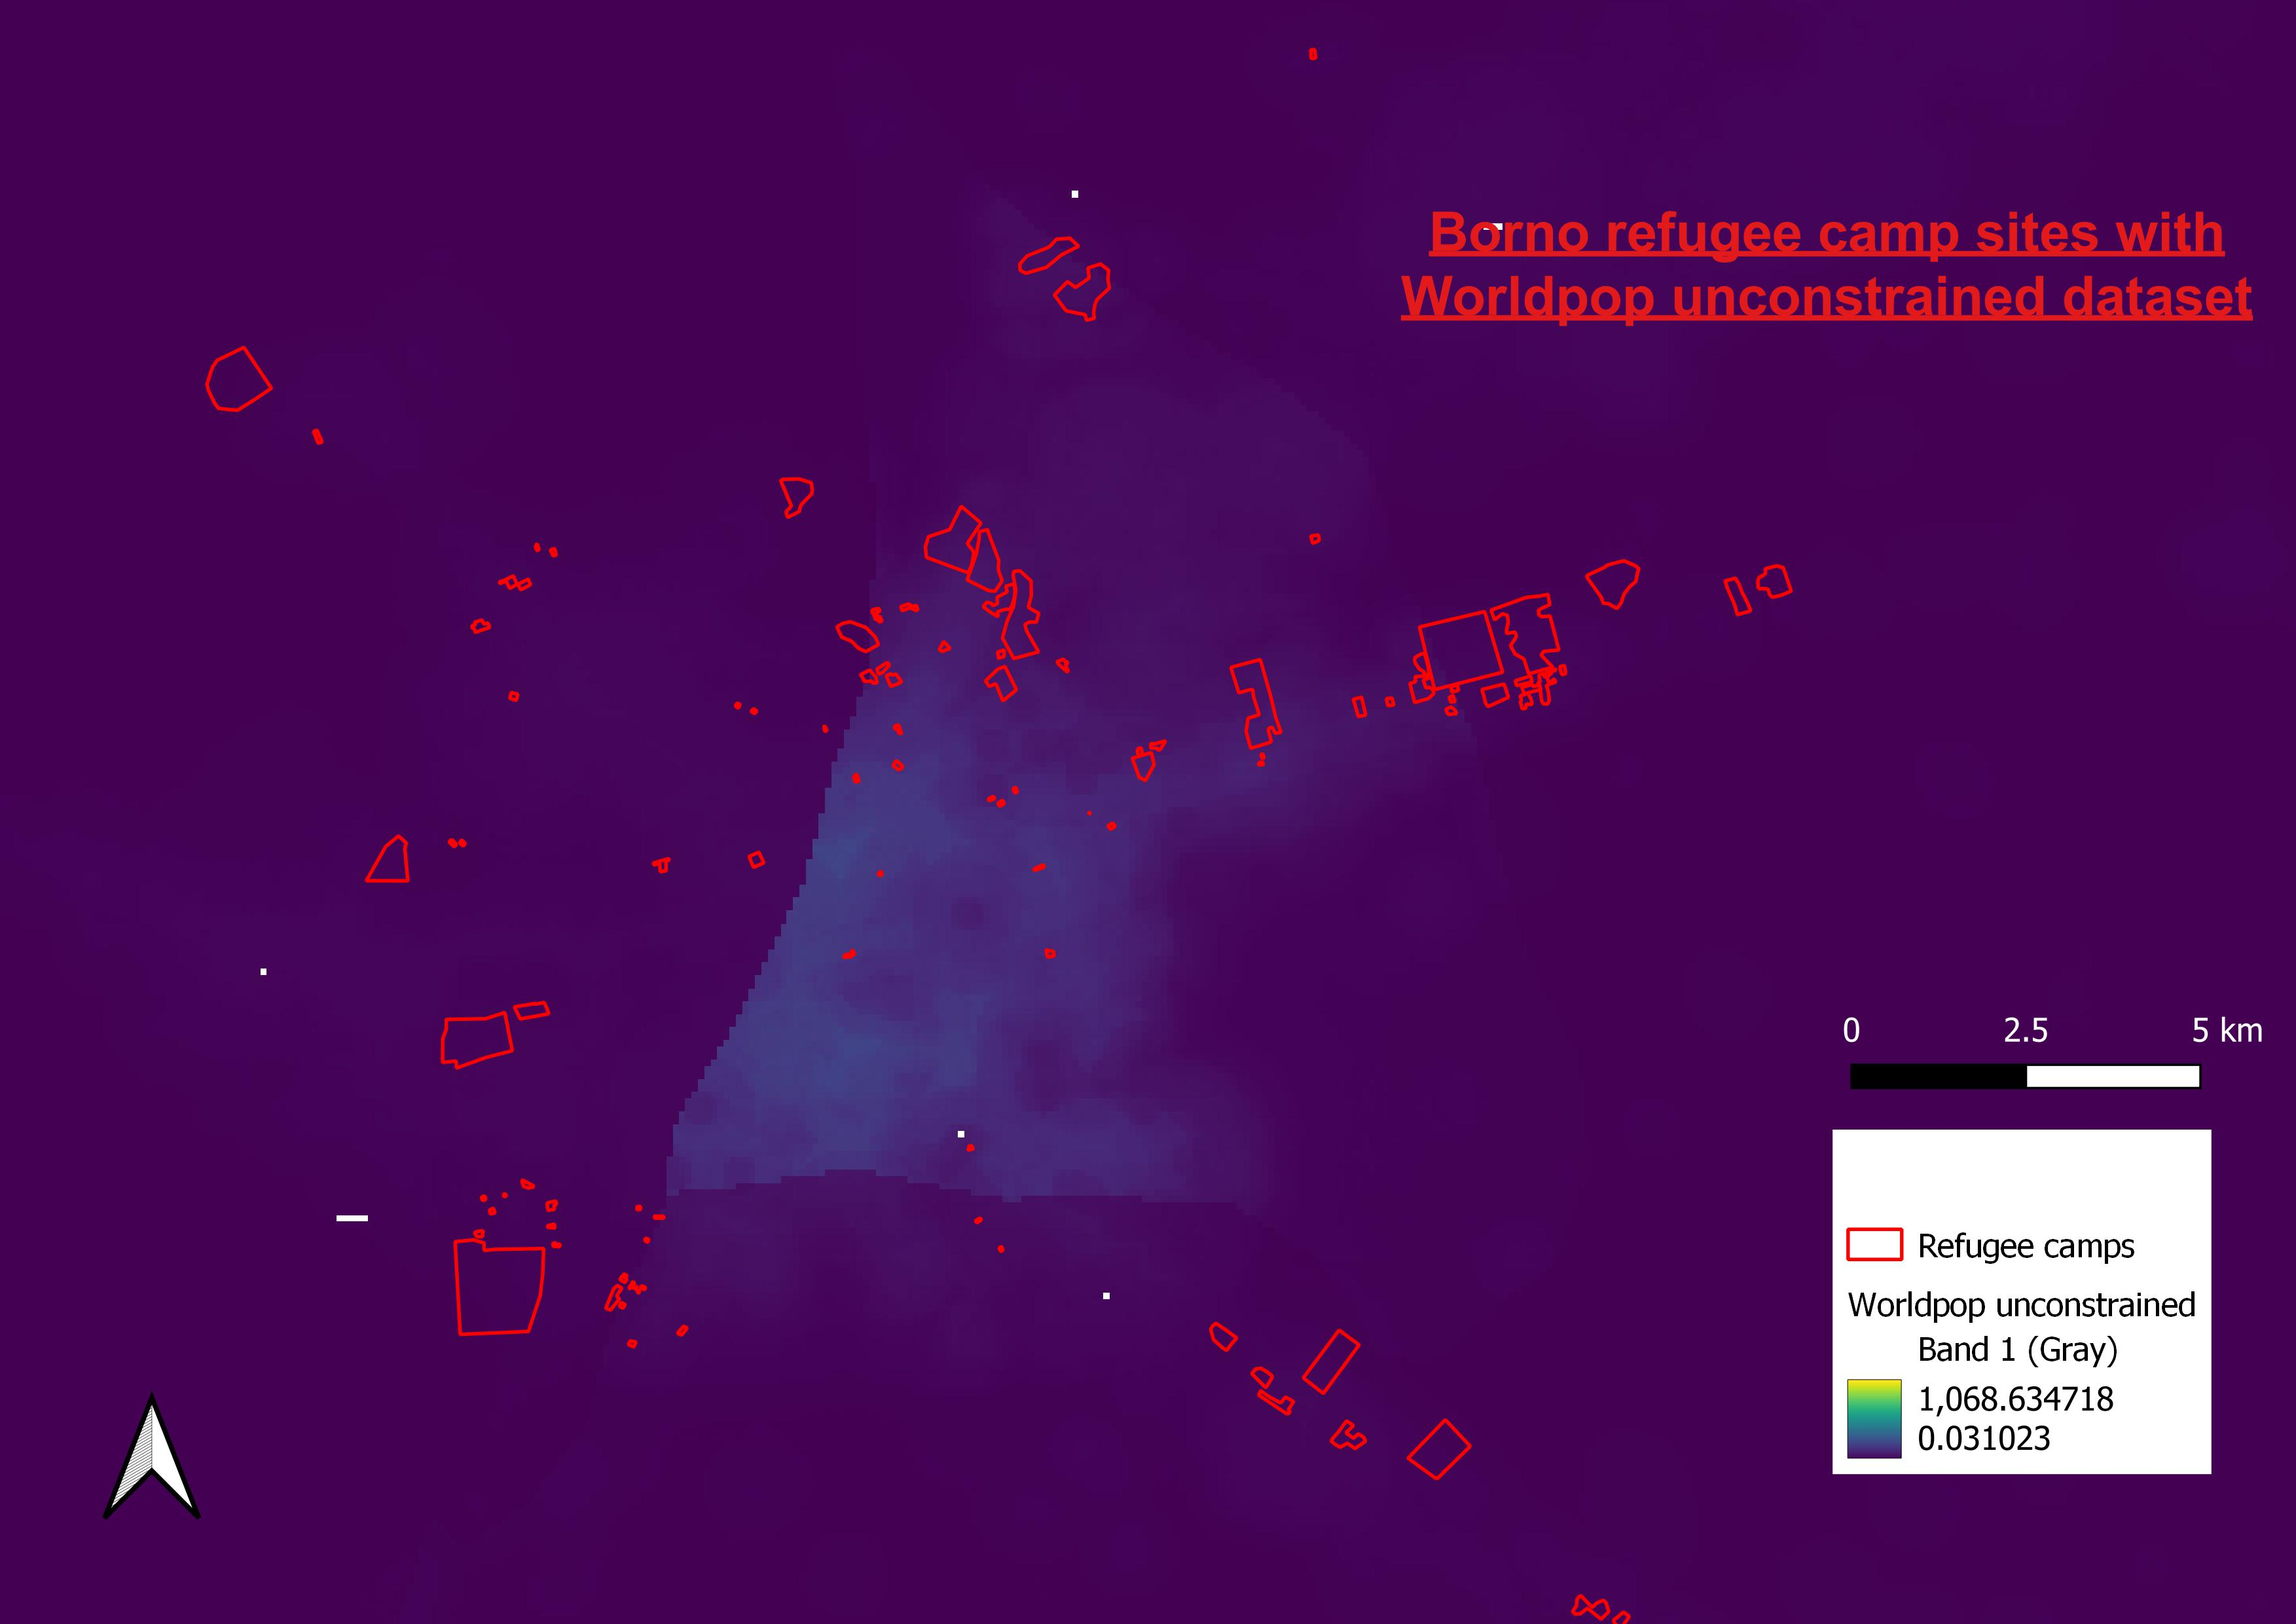 Borno refugee camp sites with
Worldpop unconstrained dataset
0 2.5 5 km
Refugee camps
Worldpop unconstrained
Band 1 (Gray)
1,068.634718
0.031023